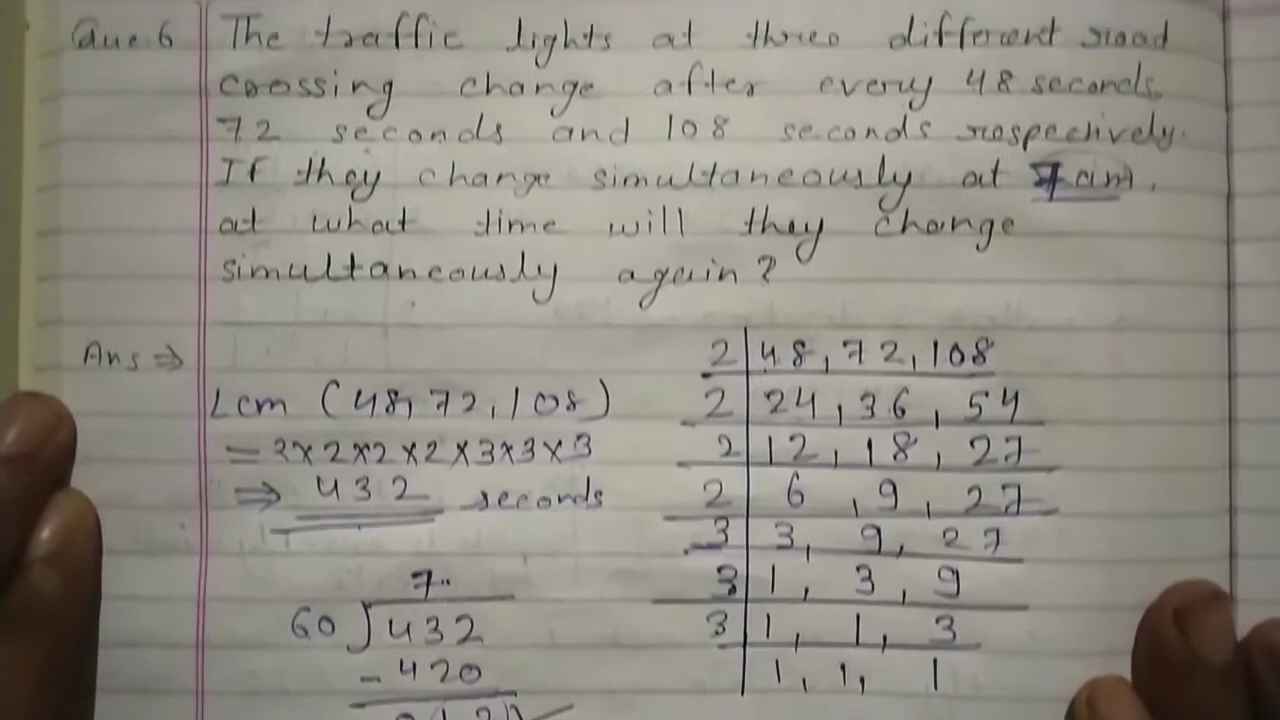 Que.6 The traffic lights at three different road
crossing change after every 48 seconds,
72 seconds and 108 seconds respectively.
If they change simultaneously at 7 am,
at what time will they change
simultaneously again?
Ans ⇒
Lcm (48,72,108)
= 2×2×2×2×3×3×3
⇒ 432 seconds
7..
60 ) 432
- 420
2 | 48, 72, 108
2 | 24, 36, 54
2 | 12, 18, 27
2 | 6, 9, 27
3 | 3, 9, 27
3 | 1, 3, 9
3 | 1, 1, 3
1, 1, 1